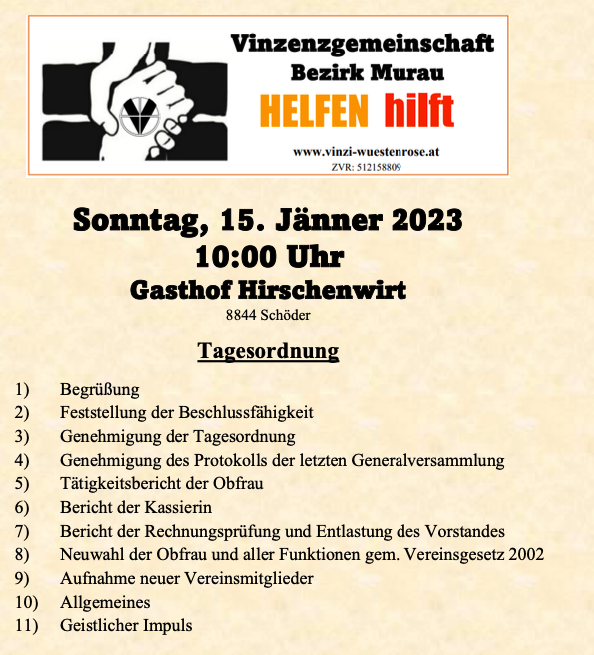 Vinzenzgemeinschaft
Bezirk Murau
HELFEN hilft
www.vinzi-wuestenrose.at
ZVR: 512158809
Sonntag, 15. Jänner 2023
10:00 Uhr
Gasthof Hirschenwirt
8844 Schöder
Tagesordnung
1) Begrüßung
2) Feststellung der Beschlussfähigkeit
3) Genehmigung der Tagesordnung
4) Genehmigung des Protokolls der letzten Generalversammlung
5) Tätigkeitsbericht der Obfrau
6) Bericht der Kassierin
7) Bericht der Rechnungsprüfung und Entlastung des Vorstandes
8) Neuwahl der Obfrau und aller Funktionen gem. Vereinsgesetz 2002
9) Aufnahme neuer Vereinsmitglieder
10) Allgemeines
11) Geistlicher Impuls